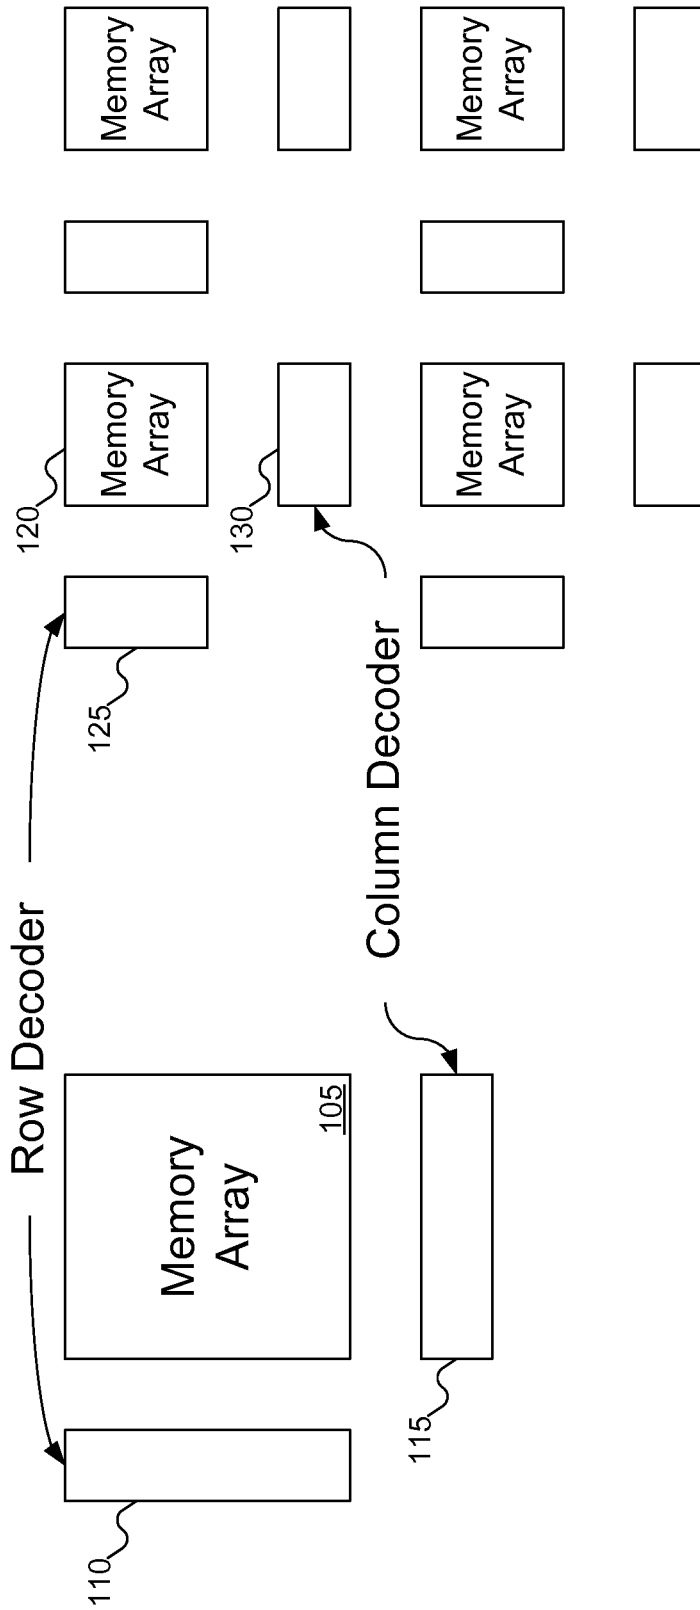 Row Decoder
120
110
125
Memory
Array
Memory
Array
Memory
Array
130
105
Column Decoder
115
Memory
Array
Memory
Array